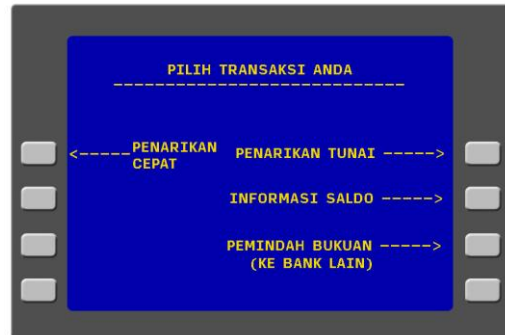 PILIH TRANSAKSI ANDA
----------------------------
<-----PENARIKAN CEPAT
PENARIKAN TUNAI ----->
INFORMASI SALDO ----->
PEMINDAH BUKUAN ----->
(KE BANK LAIN)